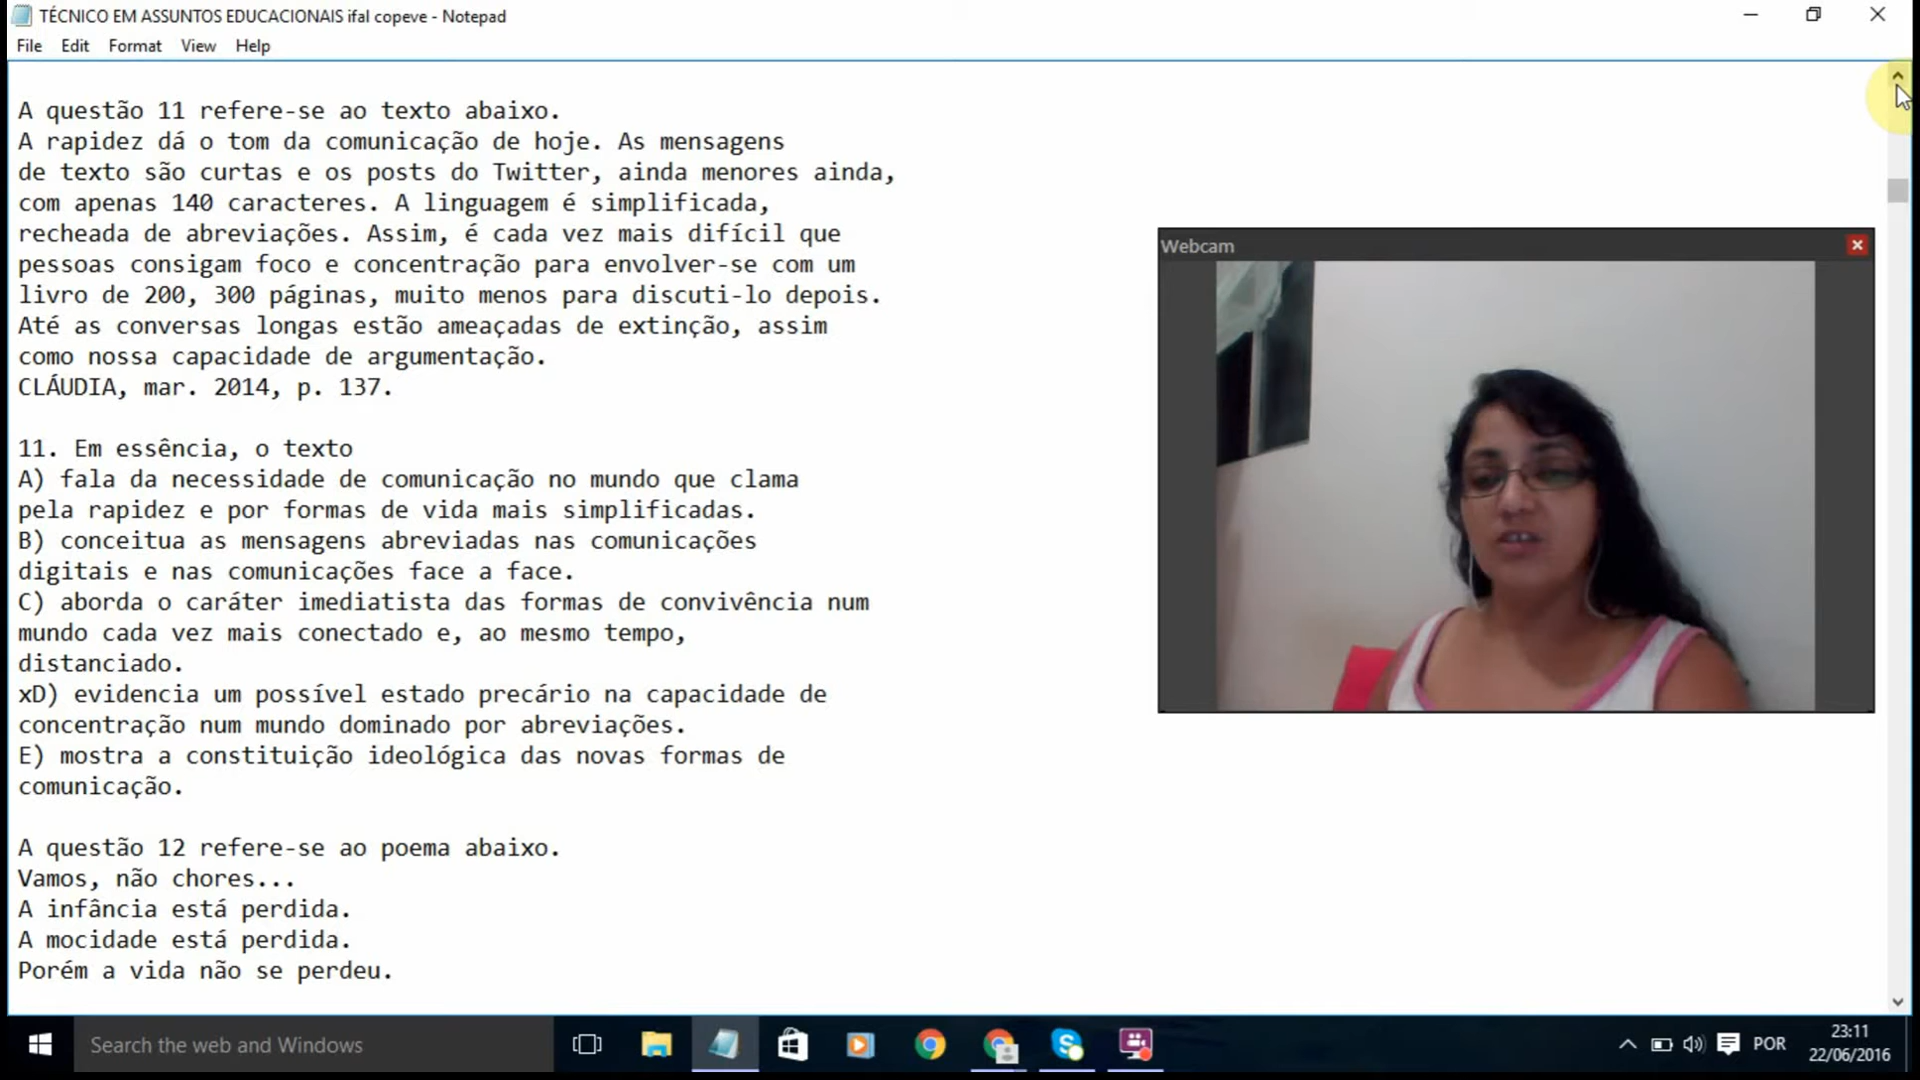 TÉCNICO EM ASSUNTOS EDUCACIONAIS ifal copeve - Notepad
File Edit Format View Help
A questão 11 refere-se ao texto abaixo.
A rapidez dá o tom da comunicação de hoje. As mensagens
de texto são curtas e os posts do Twitter, ainda menores ainda,
com apenas 140 caracteres. A linguagem é simplificada,
recheada de abreviações. Assim, é cada vez mais difícil que
pessoas consigam foco e concentração para envolver-se com um
livro de 200, 300 páginas, muito menos para discuti-lo depois.
Até as conversas longas estão ameaçadas de extinção, assim
como nossa capacidade de argumentação.
CLÁUDIA, mar. 2014, p. 137.
11. Em essência, o texto
A) fala da necessidade de comunicação no mundo que clama
pela rapidez e por formas de vida mais simplificadas.
B) conceitua as mensagens abreviadas nas comunicações
digitais e nas comunicações face a face.
C) aborda o caráter imediatista das formas de convivência num
mundo cada vez mais conectado e, ao mesmo tempo,
distanciado.
xD) evidencia um possível estado precário na capacidade de
concentração num mundo dominado por abreviações.
E) mostra a constituição ideológica das novas formas de
comunicação.
A questão 12 refere-se ao poema abaixo.
Vamos, não chores...
A infância está perdida.
A mocidade está perdida.
Porém a vida não se perdeu.
Webcam
Search the web and Windows
POR
23:11
22/06/2016